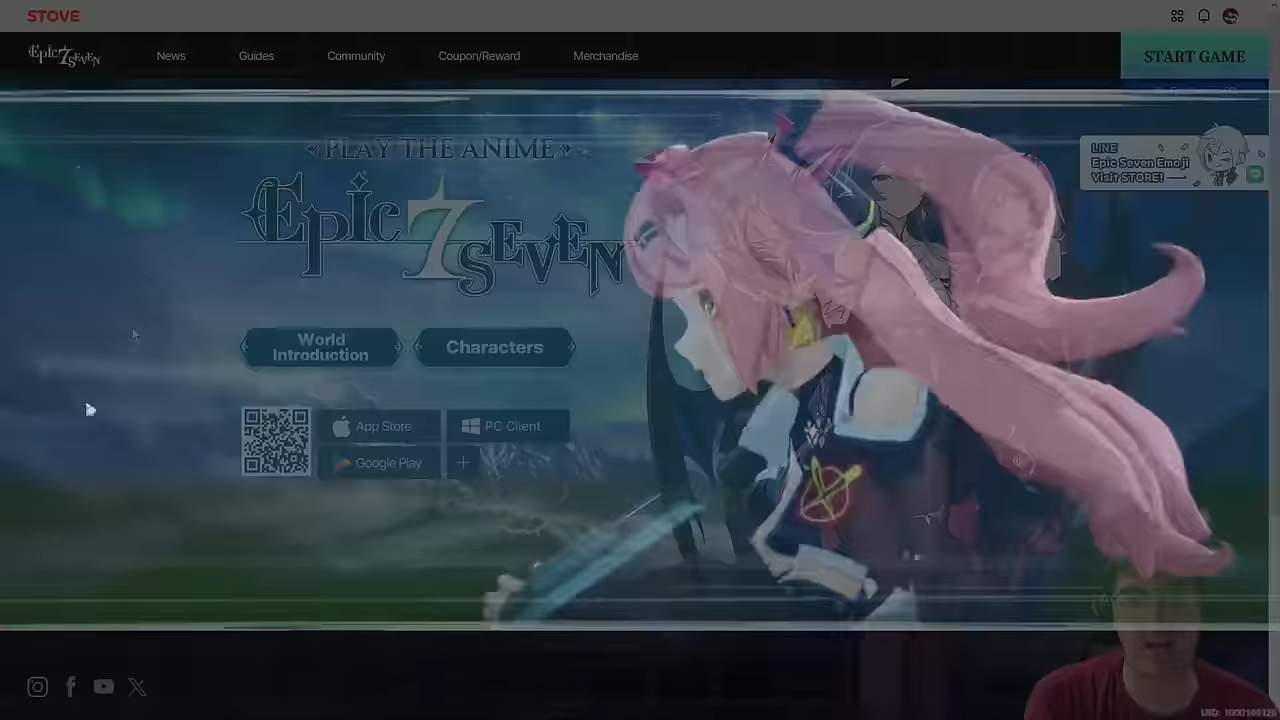 STOVE
EPIC 7 SEVEN
News
Guides
Community
Coupon/Reward
Merchandise
START GAME
PLAY THE ANIME
EPIC 7 SEVEN
LINE
Epic Seven Emoji
Visit STORE!
World
Introduction
Characters
App Store
PC Client
Google Play